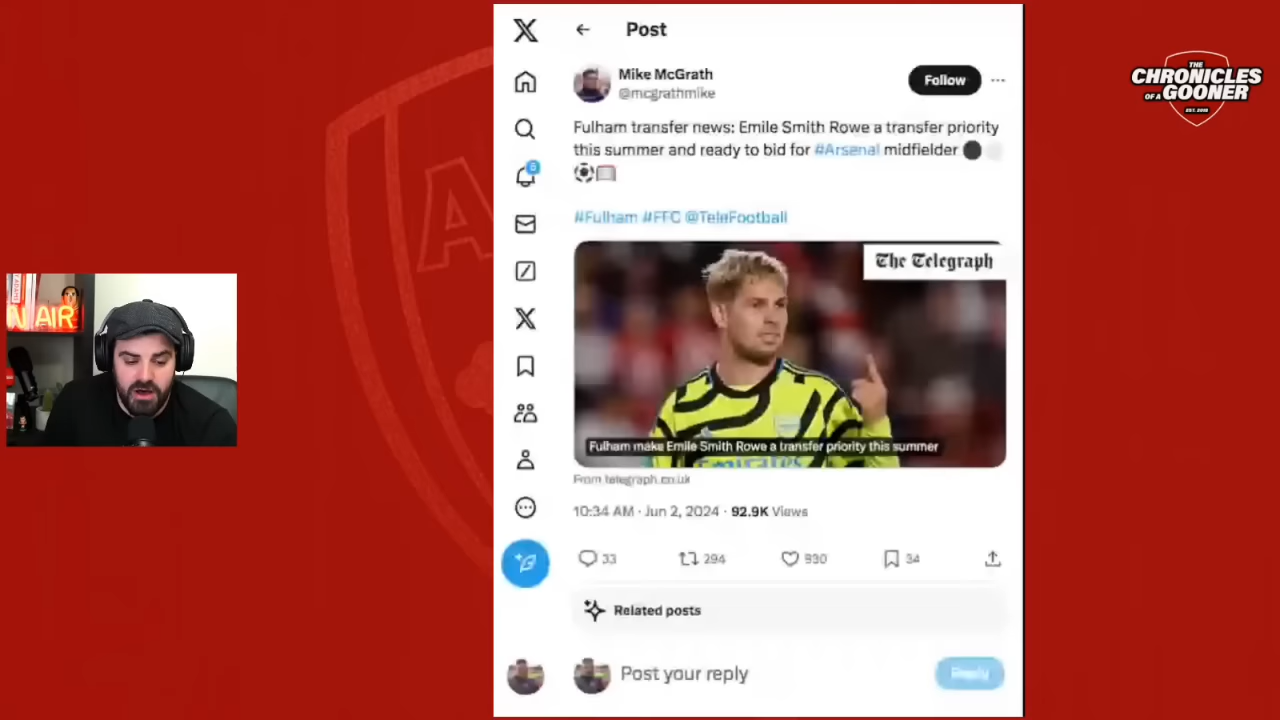 THE
CHRONICLES
OF A GOONER
Post
Mike McGrath
@mcgrathmike
Follow
Fulham transfer news: Emile Smith Rowe a transfer priority
this summer and ready to bid for #Arsenal midfielder
#Fulham #FFC @TeleFootball
The Telegraph
Fulham make Emile Smith Rowe a transfer priority this summer
Emirates
From telegraph.co.uk
10:34 AM · Jun 2, 2024 · 92.9K Views
33 294 930 34
Related posts
Post your reply
Reply
N AIR
A